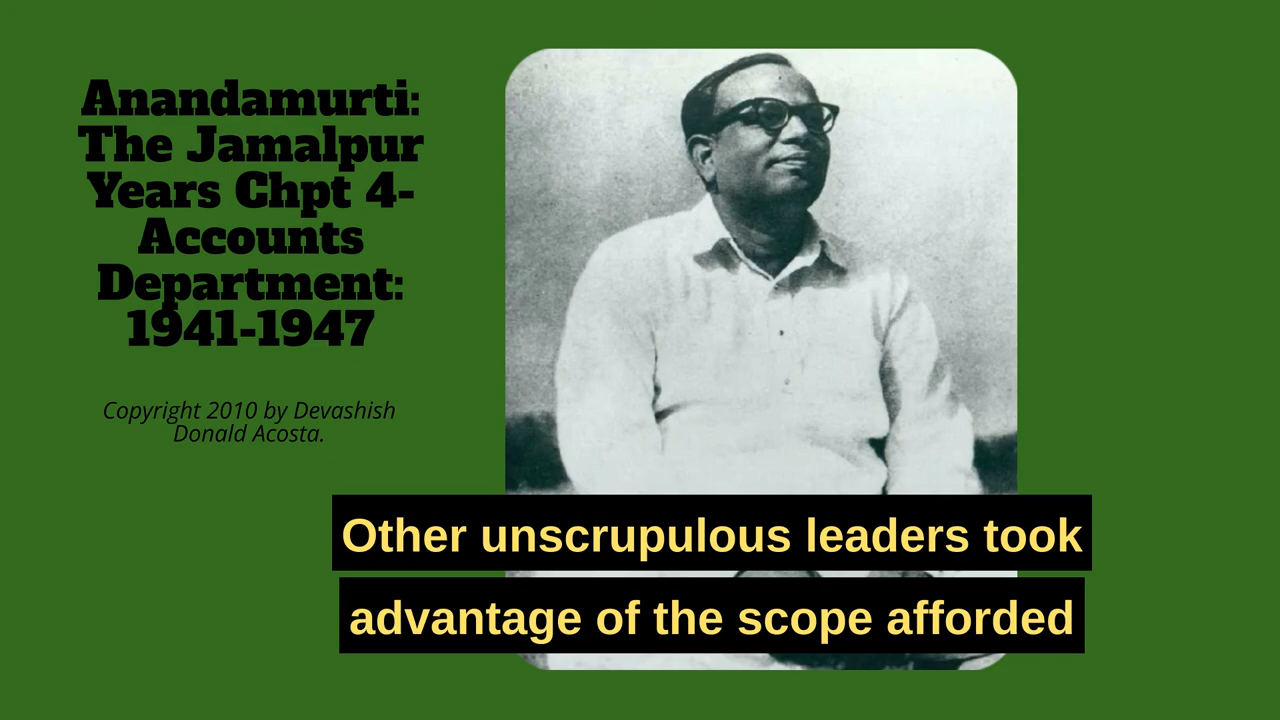 Anandamurti:
The Jamalpur
Years Chpt 4-
Accounts
Department:
1941-1947
Copyright 2010 by Devashish
Donald Acosta.
Other unscrupulous leaders took
advantage of the scope afforded